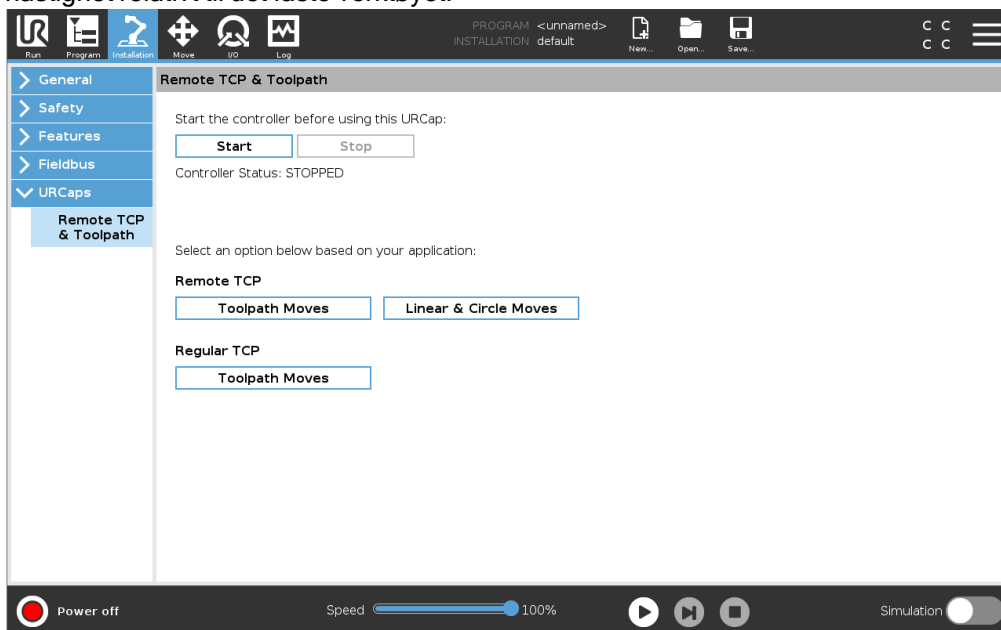 PROGRAM <unnamed>
INSTALLATION default
C C
C C
UR
Run Program Installation Move I/O Log New... Open... Save...
General
Safety
Features
Fieldbus
URCaps
Remote TCP
& Toolpath
Remote TCP & Toolpath
Start the controller before using this URCap:
Start Stop
Controller Status: STOPPED
Select an option below based on your application:
Remote TCP
Toolpath Moves Linear & Circle Moves
Regular TCP
Toolpath Moves
Power off Speed 100% Simulation